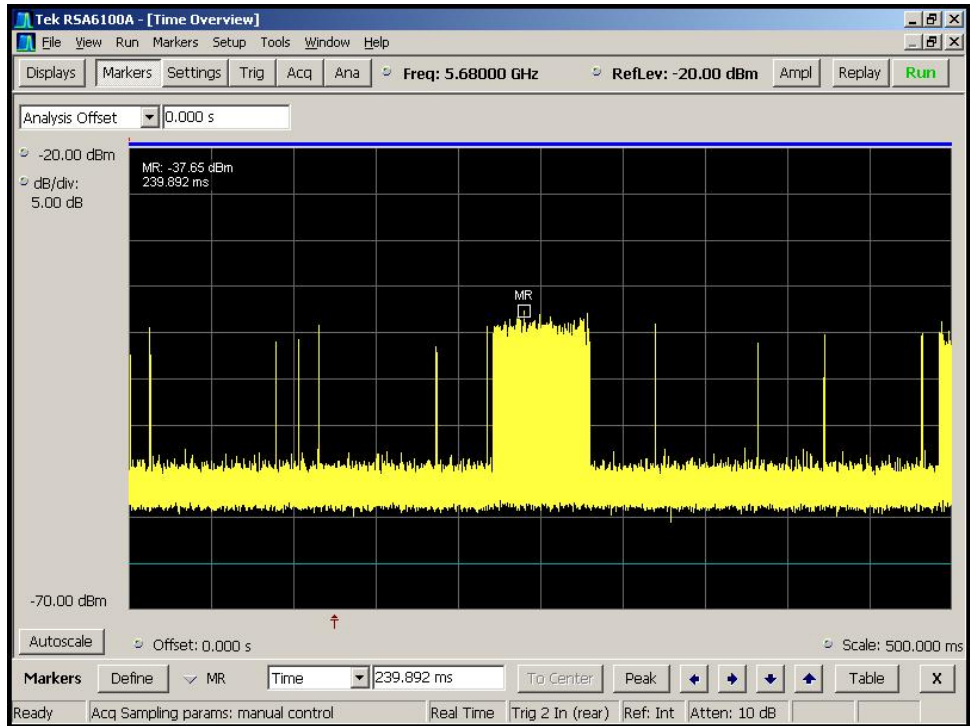 Tek RSA6100A - [Time Overview]
File View Run Markers Setup Tools Window Help
Displays Markers Settings Trig Acq Ana Freq: 5.68000 GHz RefLev: -20.00 dBm Ampl Replay Run
Analysis Offset 0.000 s
-20.00 dBm
MR: -37.65 dBm
239.892 ms
dB/div:
5.00 dB
MR
-70.00 dBm
Autoscale Offset: 0.000 s Scale: 500.000 ms
Markers Define MR Time 239.892 ms To Center Peak Table X
Ready Acq Sampling params: manual control Real Time Trig 2 In (rear) Ref: Int Atten: 10 dB